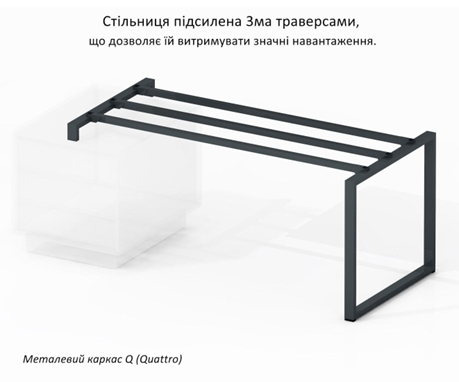 Стільниця підсилена 3ма траверсами,
що дозволяє їй витримувати значні навантаження.
Металевий каркас Q (Quattro)